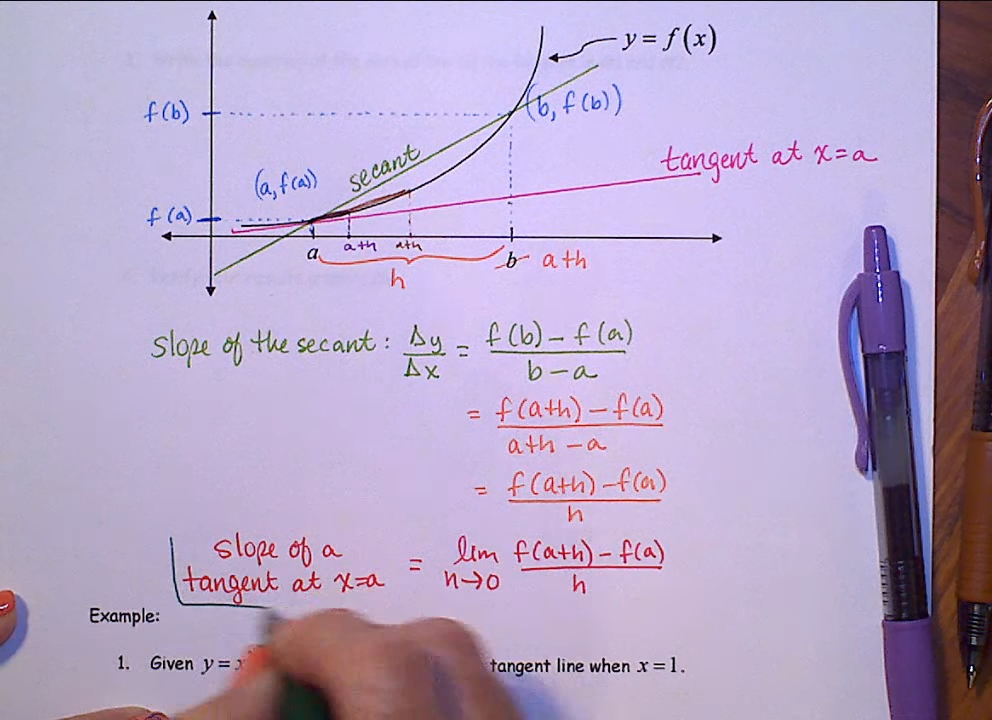 y = f(x)
f(b)
(b, f(b))
secant
tangent at x=a
(a, f(a))
f(a)
a
a+h
a+h
b
a+h
h
Slope of the secant: Δy/Δx = (f(b) - f(a))/(b - a)
= (f(a+h) - f(a))/(a+h - a)
= (f(a+h) - f(a))/h
slope of a
tangent at x=a = lim h→0 (f(a+h) - f(a))/h
Example:
1. Given y = x tangent line when x = 1.